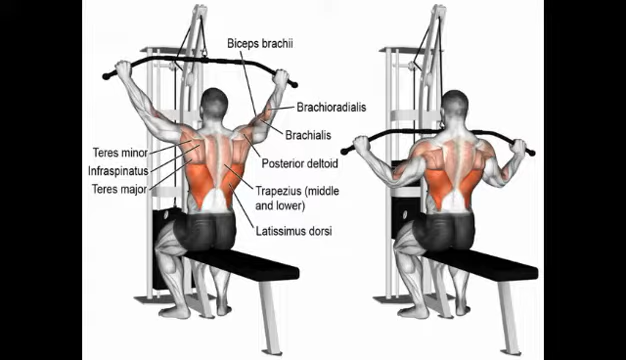 Biceps brachii
Brachioradialis
Brachialis
Teres minor
Posterior deltoid
Infraspinatus
Teres major
Trapezius (middle
and lower)
Latissimus dorsi